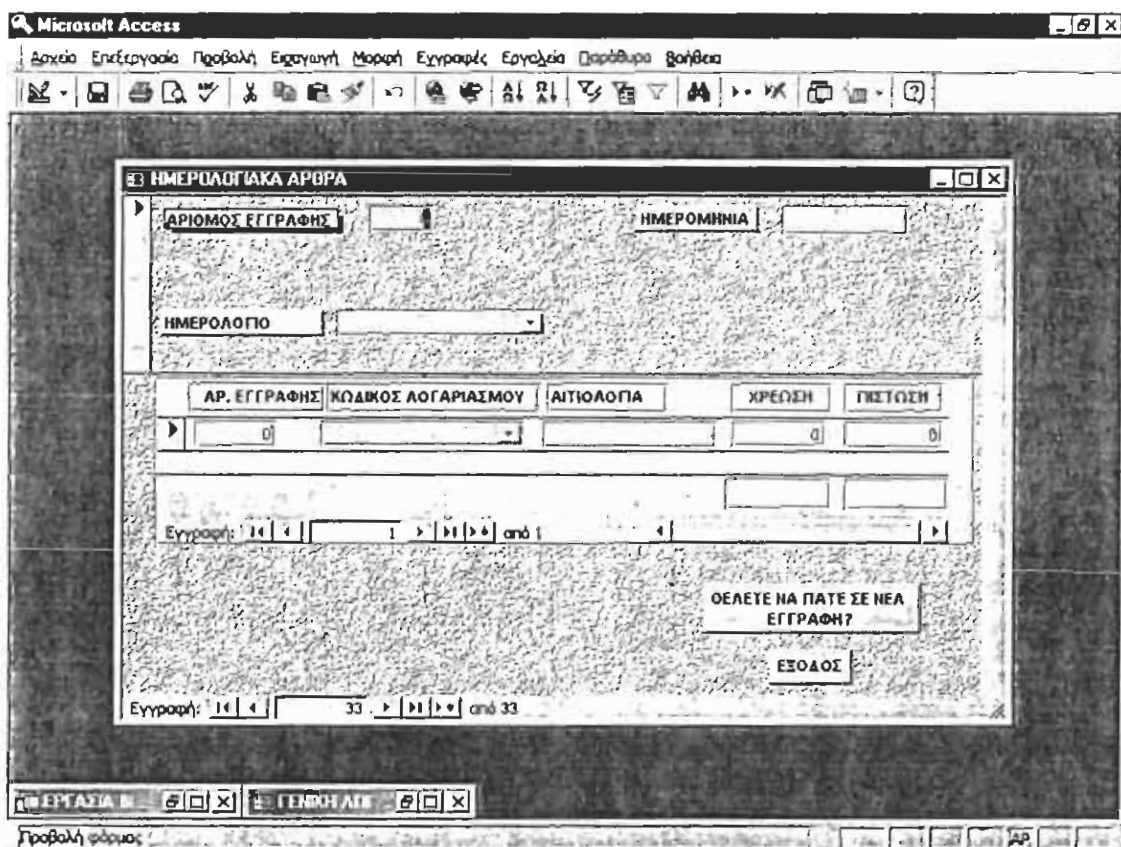 Microsoft Access
Αρχείο Επεξεργασία Προβολή Εισαγωγή Μορφή Εγγραφές Εργαλεία Παράθυρο Βοήθεια
ΗΜΕΡΟΛΟΓΙΑΚΑ ΑΡΘΡΑ
ΑΡΙΘΜΟΣ ΕΓΓΡΑΦΗΣ ΗΜΕΡΟΜΗΝΙΑ
ΗΜΕΡΟΛΟΓΙΟ
ΑΡ. ΕΓΓΡΑΦΗΣ ΚΩΔΙΚΟΣ ΛΟΓΑΡΙΑΣΜΟΥ ΑΙΤΙΟΛΟΓΙΑ ΧΡΕΩΣΗ ΠΙΣΤΩΣΗ
0 0 0
Εγγραφή: 1 από 1
ΘΕΛΕΤΕ ΝΑ ΠΑΤΕ ΣΕ ΝΕΑ
ΕΓΓΡΑΦΗ?
ΕΞΟΔΟΣ
Εγγραφή: 33 από 33
ΕΡΓΑΣΙΑ ΓΕΝΙΚΗ
Προβολή φόρμας ΑΡ